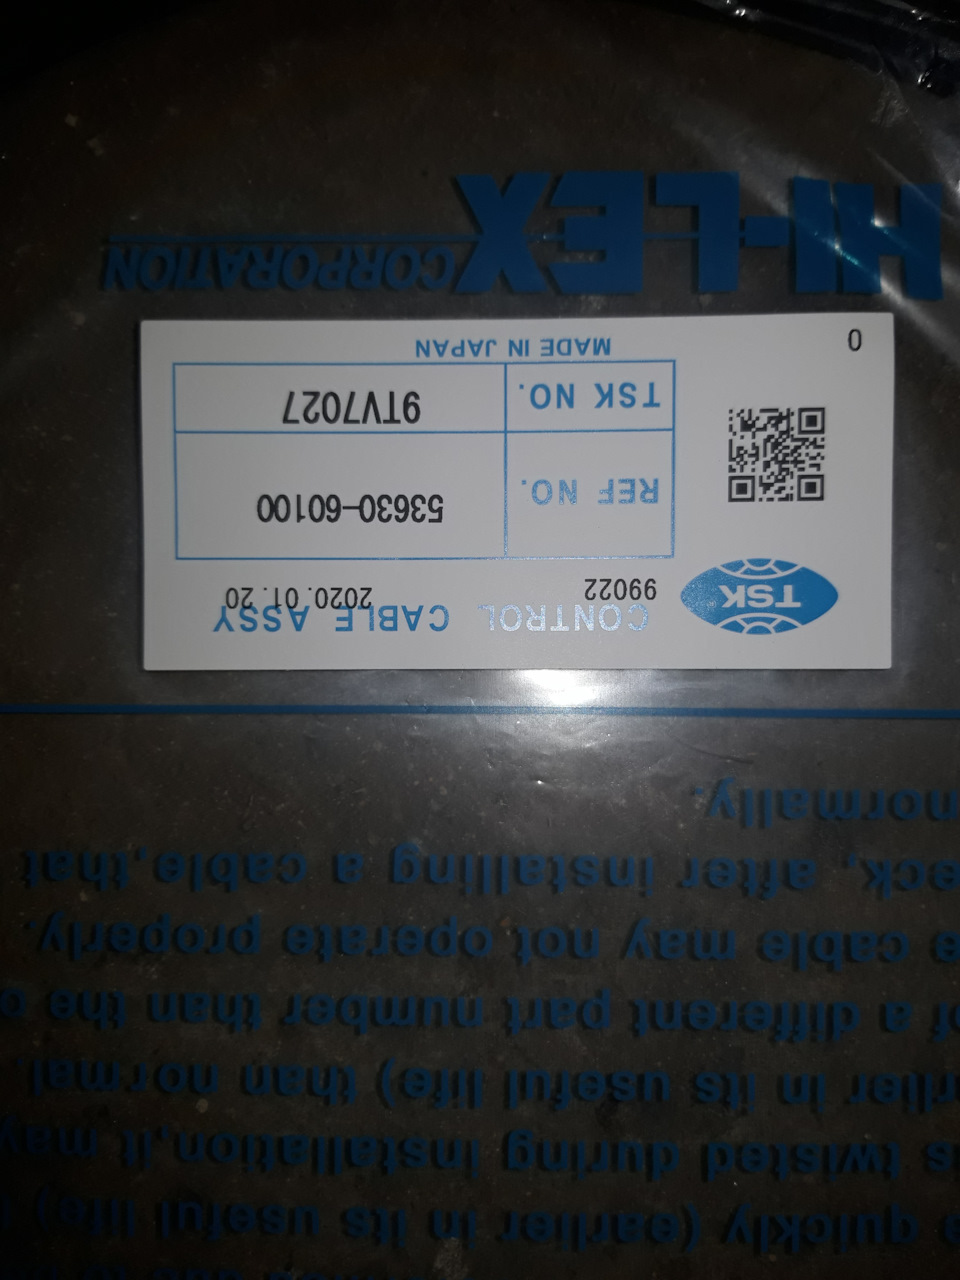 quickly (earlier in its useful life)
twisted during installation,it may
in its useful life) than normal.
a different part number than the
cable may not operate properly.
after installing a cable,that
normally.
TSK CONTROL CABLE ASSY
99022 2020.01.20
REF NO. 53630-60100
TSK NO. 9TV7027
0 MADE IN JAPAN
HI-LEX CORPORATION